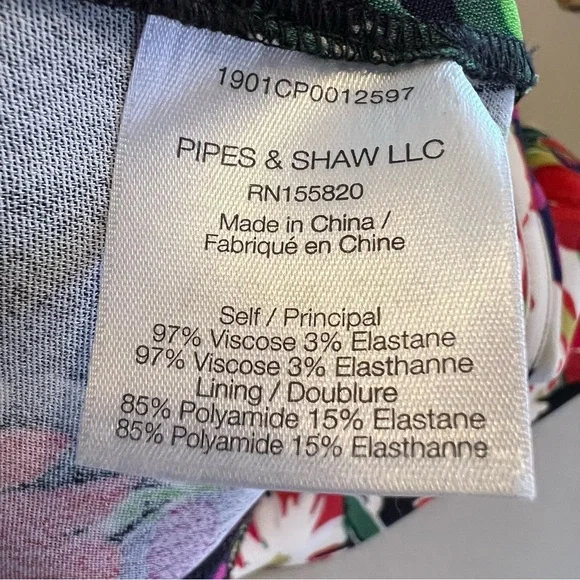 1901CP0012597
PIPES & SHAW LLC
RN155820
Made in China /
Fabriqué en Chine
Self / Principal
97% Viscose 3% Elastane
97% Viscose 3% Elasthanne
Lining / Doublure
85% Polyamide 15% Elastane
85% Polyamide 15% Elasthanne